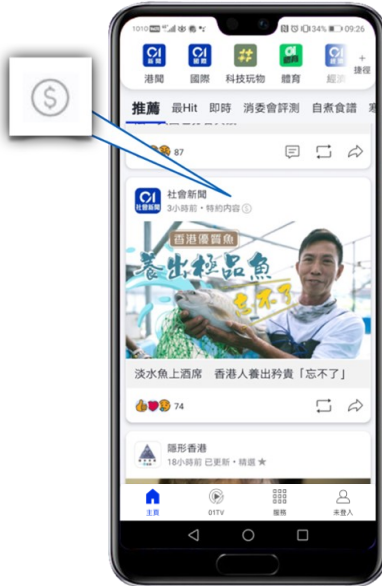 1010
34% 09:26
港聞 國際 科技玩物 體育 經濟 捷徑
推薦 最Hit 即時 消委會評測 自煮食譜
87
社會新聞
3小時前・特約內容
香港優質魚
養出極品魚
忘不了
淡水魚上酒席 香港人養出矜貴「忘不了」
74
隱形香港
18小時前 已更新・精選 ★
主頁 01TV 服務 未登入